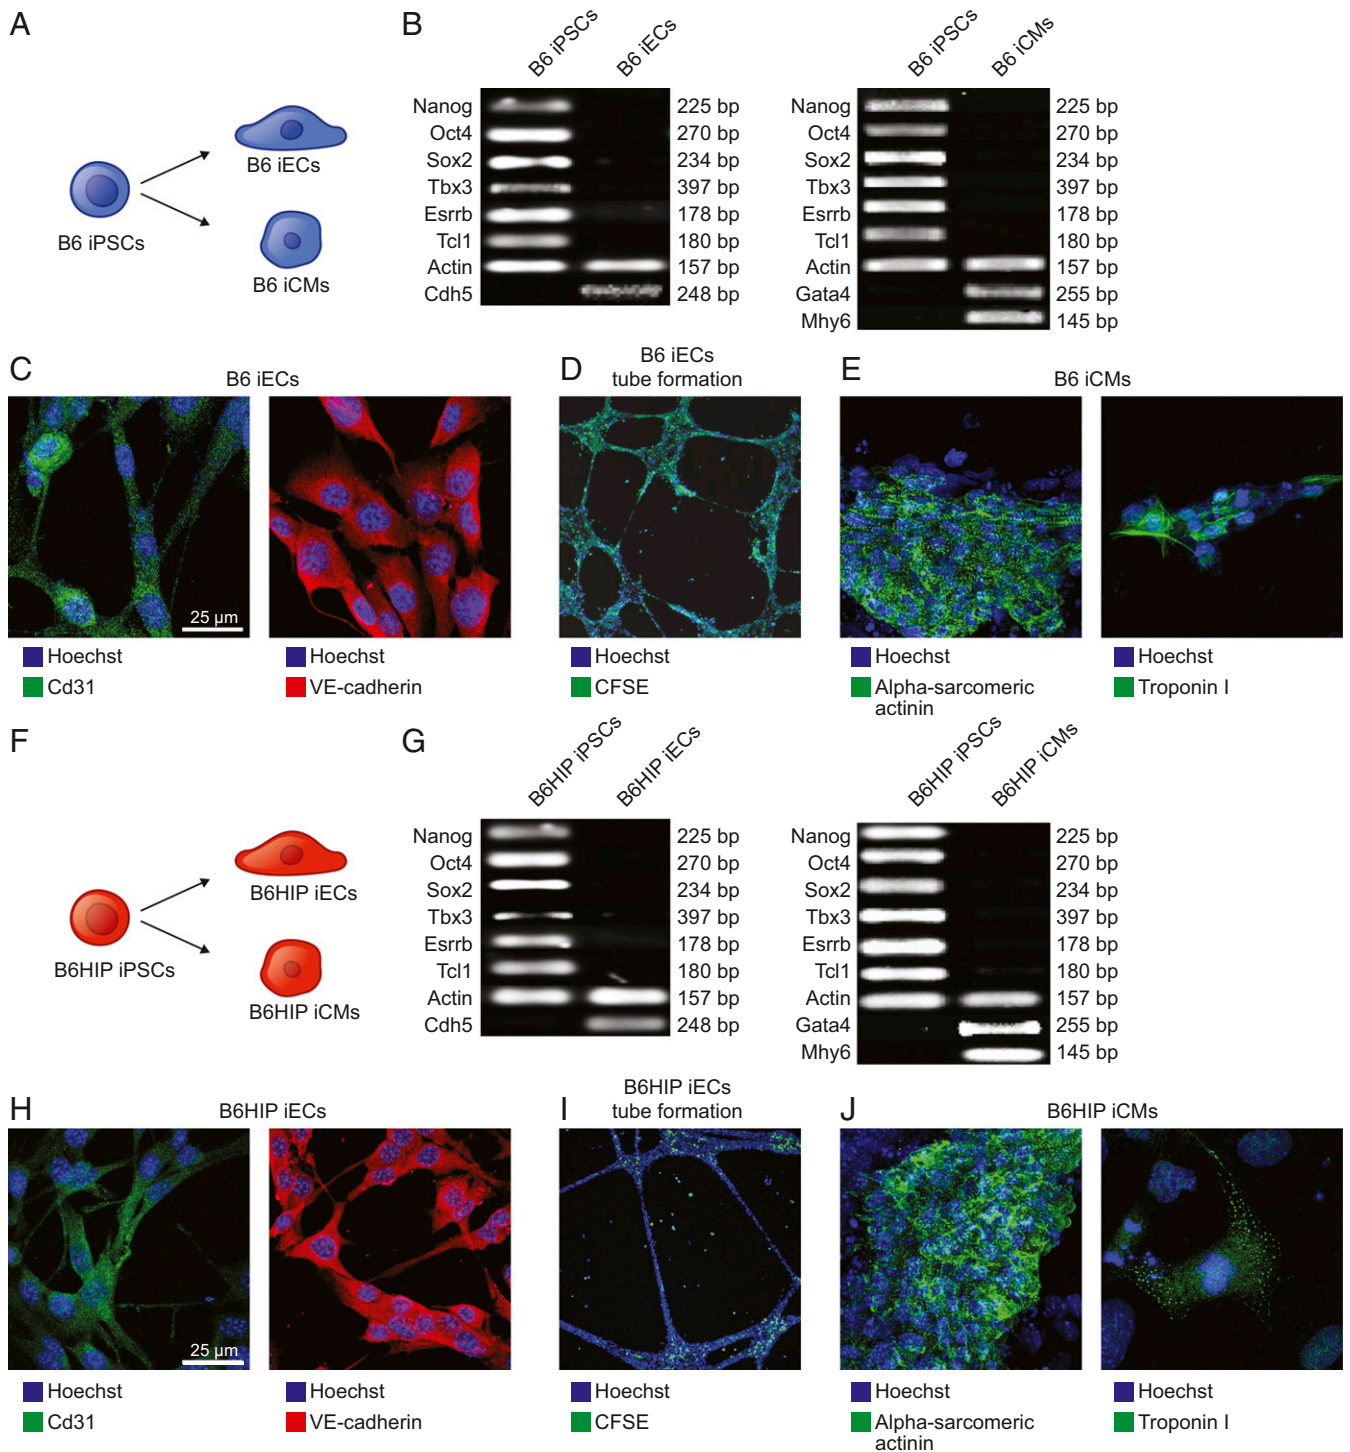 A
B6 iPSCs
B6 iECs
B6 iCMs
B
B6 iPSCs
B6 iECs
Nanog 225 bp
Oct4 270 bp
Sox2 234 bp
Tbx3 397 bp
Esrrb 178 bp
Tcl1 180 bp
Actin 157 bp
Cdh5 248 bp
B6 iPSCs
B6 iCMs
Nanog 225 bp
Oct4 270 bp
Sox2 234 bp
Tbx3 397 bp
Esrrb 178 bp
Tcl1 180 bp
Actin 157 bp
Gata4 255 bp
Mhy6 145 bp
C
B6 iECs
25 μm
Hoechst
Cd31
Hoechst
VE-cadherin
D
B6 iECs
tube formation
Hoechst
CFSE
E
B6 iCMs
Hoechst
Alpha-sarcomeric
actinin
Hoechst
Troponin I
F
B6HIP iPSCs
B6HIP iECs
B6HIP iCMs
G
B6HIP iPSCs
B6HIP iECs
Nanog 225 bp
Oct4 270 bp
Sox2 234 bp
Tbx3 397 bp
Esrrb 178 bp
Tcl1 180 bp
Actin 157 bp
Cdh5 248 bp
B6HIP iPSCs
B6HIP iCMs
Nanog 225 bp
Oct4 270 bp
Sox2 234 bp
Tbx3 397 bp
Esrrb 178 bp
Tcl1 180 bp
Actin 157 bp
Gata4 255 bp
Mhy6 145 bp
H
B6HIP iECs
25 μm
Hoechst
Cd31
Hoechst
VE-cadherin
I
B6HIP iECs
tube formation
Hoechst
CFSE
J
B6HIP iCMs
Hoechst
Alpha-sarcomeric
actinin
Hoechst
Troponin I